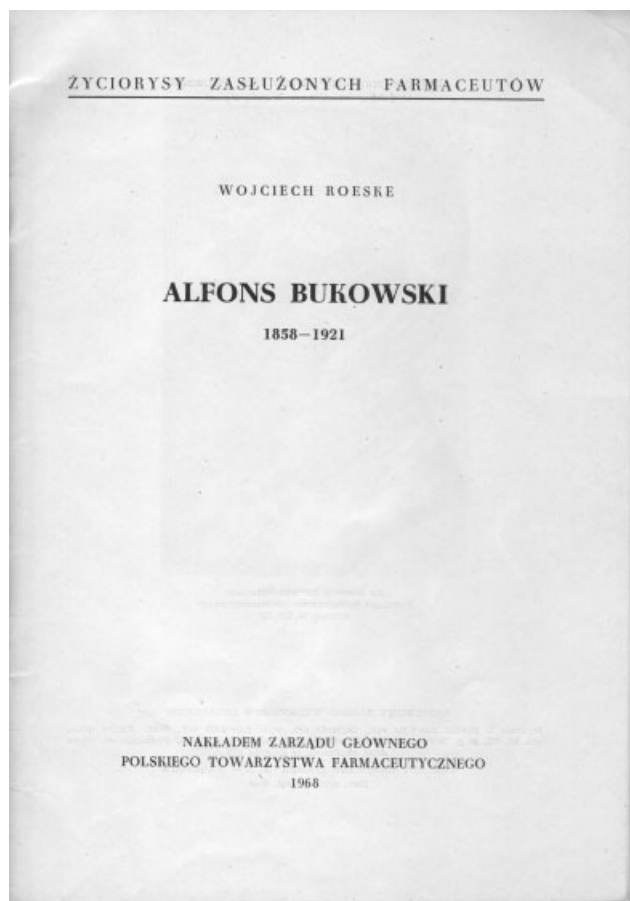 ŻYCIORYSY ZASŁUŻONYCH FARMACEUTÓW
WOJCIECH ROESKE
ALFONS BUKOWSKI
1858—1921
NAKŁADEM ZARZĄDU GŁÓWNEGO
POLSKIEGO TOWARZYSTWA FARMACEUTYCZNEGO
1968